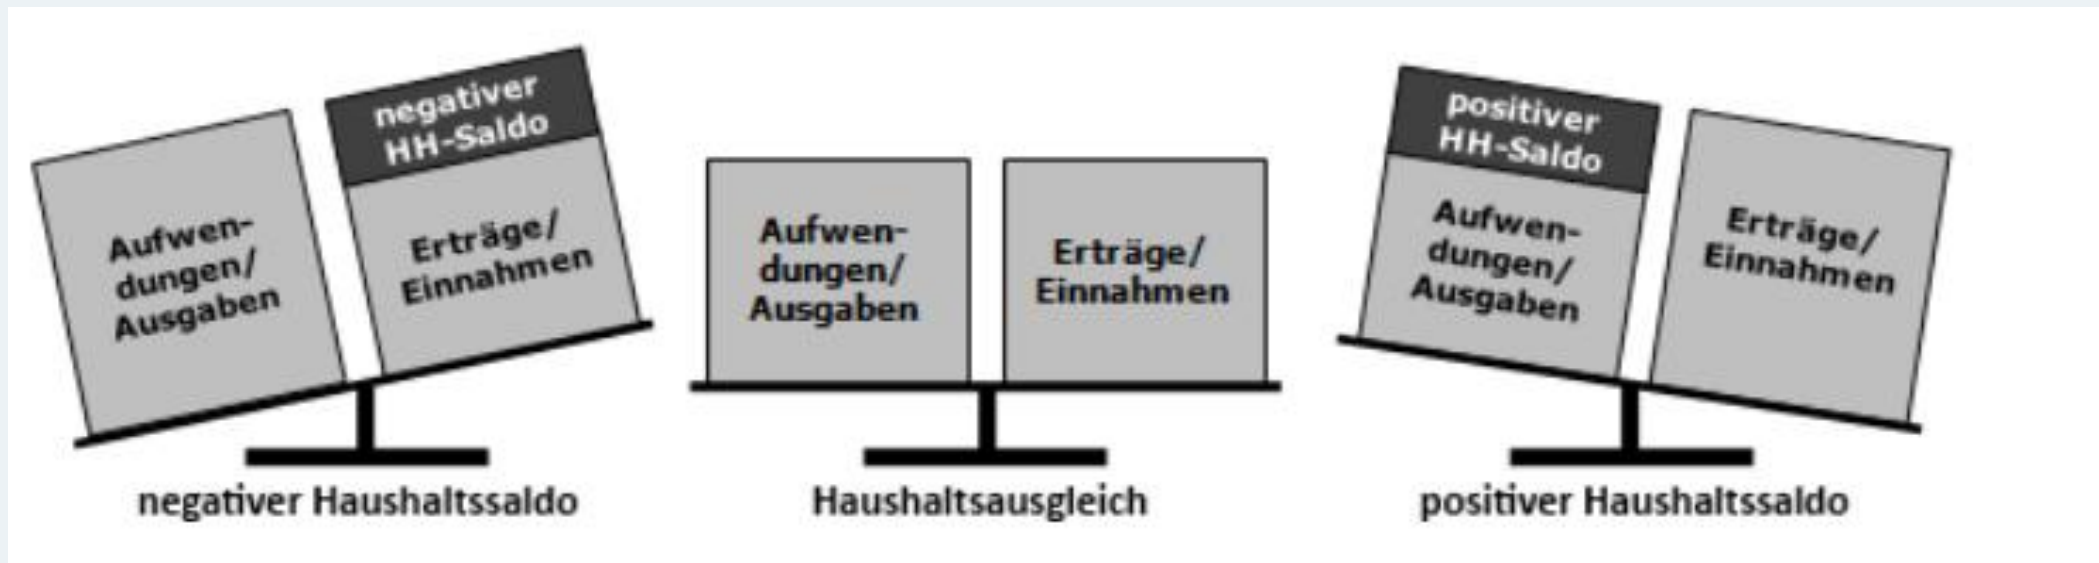 Aufwen-
dungen/
Ausgaben
negativer
HH-Saldo
Erträge/
Einnahmen
negativer Haushaltssaldo
Aufwen-
dungen/
Ausgaben
Erträge/
Einnahmen
Haushaltsausgleich
positiver
HH-Saldo
Aufwen-
dungen/
Ausgaben
Erträge/
Einnahmen
positiver Haushaltssaldo